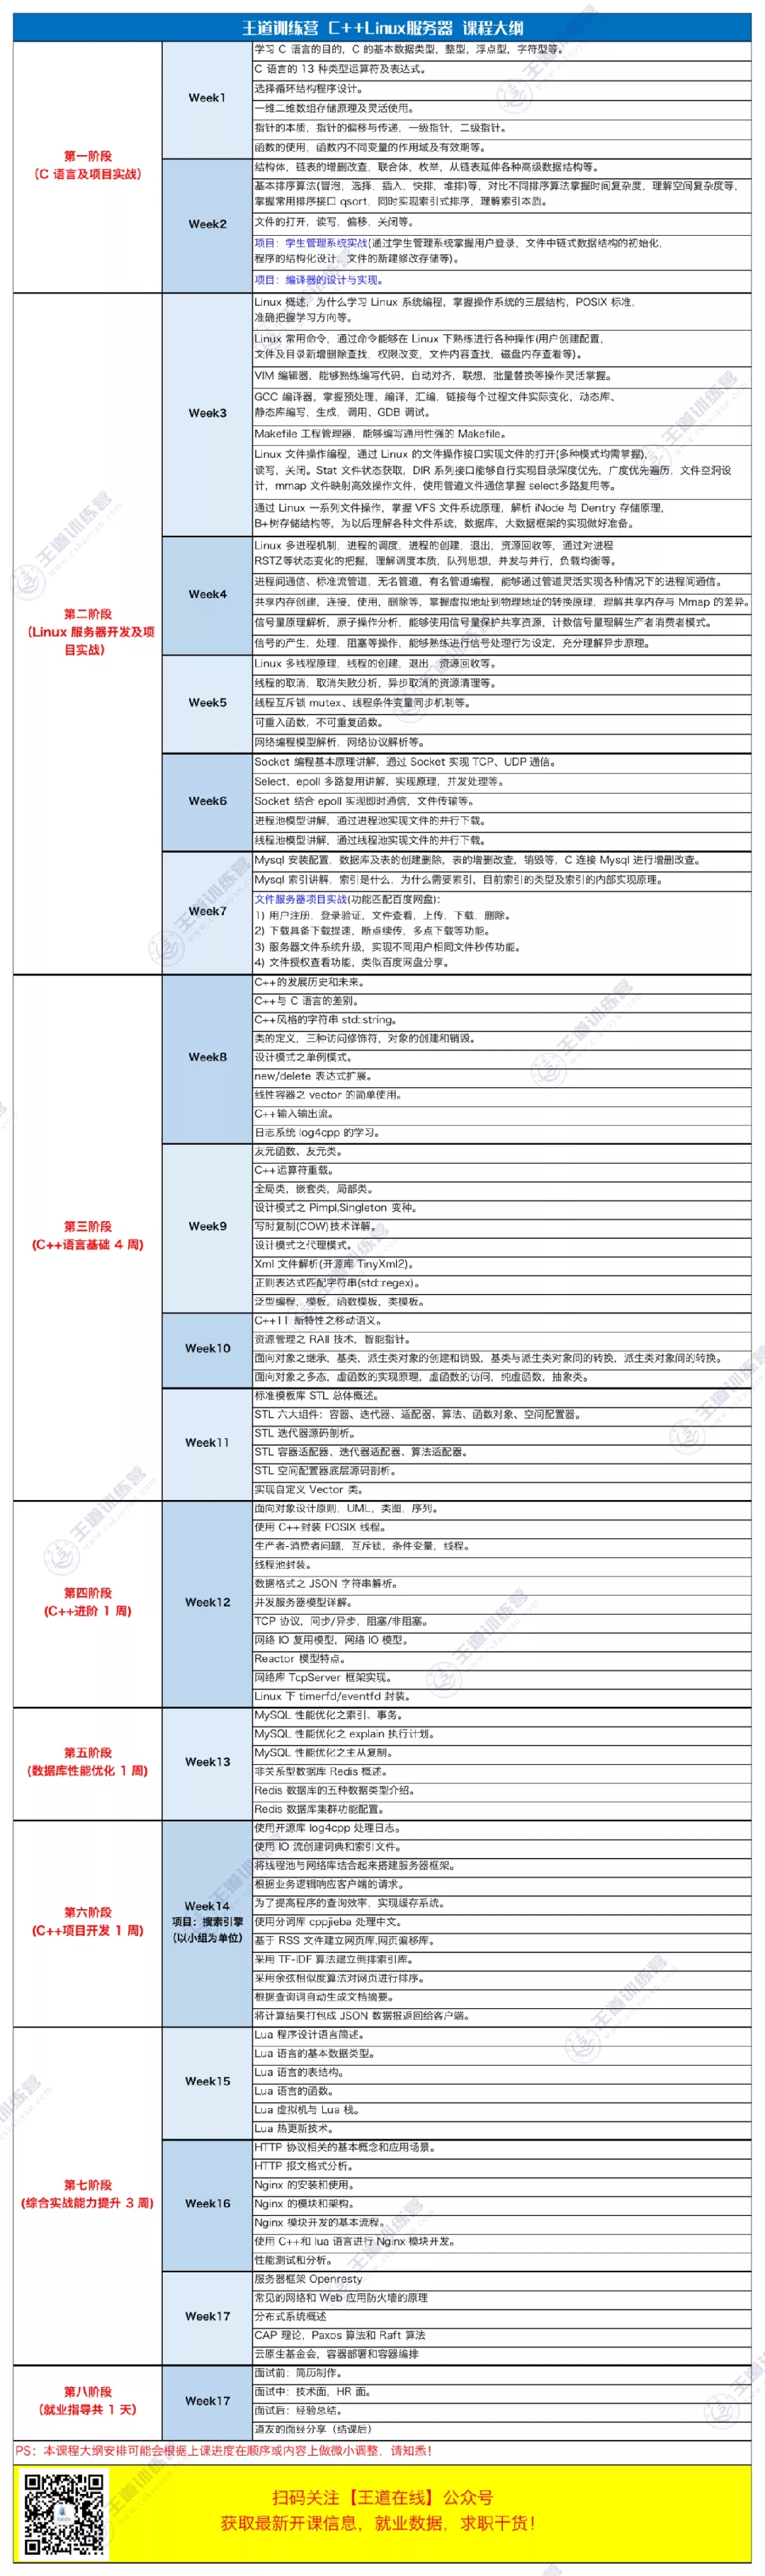 王道训练营 C++Linux服务器 课程大纲
第一阶段
（C 语言及项目实战）
Week1
学习 C 语言的目的，C 的基本数据类型，整型，浮点型，字符型等。
C 语言的 13 种类型运算符及表达式。
选择循环结构程序设计。
一维二维数组存储原理及灵活使用。
指针的本质，指针的偏移与传递，一级指针，二级指针。
函数的使用，函数内不同变量的作用域及有效期等。
Week2
结构体，链表的增删改查，联合体，枚举，从链表延伸各种高级数据结构等。
基本排序算法(冒泡，选择，插入，快排，堆排)等，对比不同排序算法掌握时间复杂度，理解空间复杂度等，
掌握常用排序接口 qsort，同时实现索引式排序，理解索引本质。
文件的打开，读写，偏移，关闭等。
项目：学生管理系统实战(通过学生管理系统掌握用户登录，文件中链式数据结构的初始化，
程序的结构化设计，文件的新建修改存储等)。
项目：编译器的设计与实现。
第二阶段
（Linux 服务器开发及项
目实战）
Week3
Linux 概述，为什么学习 Linux 系统编程，掌握操作系统的三层结构，POSIX 标准，
准确把握学习方向等。
Linux 常用命令，通过命令能够在 Linux 下熟练进行各种操作(用户创建配置，
文件及目录新增删除查找，权限改变，文件内容查找，磁盘内存查看等)。
VIM 编辑器，能够熟练编写代码，自动对齐，联想，批量替换等操作灵活掌握。
GCC 编译器，掌握预处理，编译，汇编，链接每个过程文件实际变化，动态库、
静态库编写，生成，调用、GDB 调试。
Makefile 工程管理器，能够编写通用性强的 Makefile。
Linux 文件操作编程，通过 Linux 的文件操作接口实现文件的打开(多种模式均需掌握)，
读写，关闭。Stat 文件状态获取，DIR 系列接口能够自行实现目录深度优先，广度优先遍历，文件空洞设
计，mmap 文件映射高效操作文件，使用管道文件通信掌握 select多路复用等。
通过 Linux 一系列文件操作，掌握 VFS 文件系统原理，解析 iNode 与 Dentry 存储原理，
B+树存储结构等，为以后理解各种文件系统，数据库，大数据框架的实现做好准备。
Week4
Linux 多进程机制，进程的调度，进程的创建，退出，资源回收等，通过对进程
RSTZ等状态变化的把握，理解调度本质，队列思想，并发与并行，负载均衡等。
进程间通信、标准流管道，无名管道，有名管道编程，能够通过管道灵活实现各种情况下的进程间通信。
共享内存创建，连接，使用，删除等，掌握虚拟地址到物理地址的转换原理，理解共享内存与 Mmap 的差异。
信号量原理解析，原子操作分析，能够使用信号量保护共享资源，计数信号量理解生产者消费者模式。
信号的产生，处理，阻塞等操作，能够熟练进行信号处理行为设定，充分理解异步原理。
Week5
Linux 多线程原理，线程的创建，退出，资源回收等。
线程的取消，取消失败分析，异步取消的资源清理等。
线程互斥锁 mutex、线程条件变量同步机制等。
可重入函数，不可重复函数。
网络编程模型解析，网络协议解析等。
Week6
Socket 编程基本原理讲解，通过 Socket 实现 TCP、UDP 通信。
Select，epoll 多路复用讲解，实现原理，并发处理等。
Socket 结合 epoll 实现即时通信，文件传输等。
进程池模型讲解，通过进程池实现文件的并行下载。
线程池模型讲解，通过线程池实现文件的并行下载。
Week7
Mysql 安装配置，数据库及表的创建删除，表的增删改查，销毁等，C 连接 Mysql 进行增删改查。
Mysql 索引讲解，索引是什么，为什么需要索引，目前索引的类型及索引的内部实现原理。
文件服务器项目实战(功能匹配百度网盘)：
1) 用户注册，登录验证，文件查看，上传，下载，删除。
2) 下载具备下载提速，断点续传，多点下载等功能。
3) 服务器文件系统升级，实现不同用户相同文件秒传功能。
4) 文件授权查看功能，类似百度网盘分享。
第三阶段
(C++语言基础 4 周)
Week8
C++的发展历史和未来。
C++与 C 语言的差别。
C++风格的字符串 std::string。
类的定义，三种访问修饰符，对象的创建和销毁。
设计模式之单例模式。
new/delete 表达式扩展。
线性容器之 vector 的简单使用。
C++输入输出流。
日志系统 log4cpp 的学习。
Week9
友元函数、友元类。
C++运算符重载。
全局类，嵌套类，局部类。
设计模式之 Pimpl,Singleton 变种。
写时复制(COW)技术详解。
设计模式之代理模式。
Xml 文件解析(开源库 TinyXml2)。
正则表达式匹配字符串(std::regex)。
泛型编程，模板，函数模板，类模板。
Week10
C++11 新特性之移动语义。
资源管理之 RAII 技术，智能指针。
面向对象之继承，基类，派生类对象的创建和销毁，基类与派生类对象间的转换，派生类对象间的转换。
面向对象之多态，虚函数的实现原理，虚函数的访问，纯虚函数，抽象类。
Week11
标准模板库 STL 总体概述。
STL 六大组件：容器、迭代器、适配器、算法、函数对象、空间配置器。
STL 迭代器源码剖析。
STL 容器适配器、迭代器适配器、算法适配器。
STL 空间配置器底层源码剖析。
实现自定义 Vector 类。
第四阶段
(C++进阶 1 周)
Week12
面向对象设计原则，UML，类图，序列。
使用 C++封装 POSIX 线程。
生产者-消费者问题，互斥锁，条件变量，线程。
线程池封装。
数据格式之 JSON 字符串解析。
并发服务器模型详解。
TCP 协议，同步/异步，阻塞/非阻塞。
网络 IO 复用模型，网络 IO 模型。
Reactor 模型特点。
网络库 TcpServer 框架实现。
Linux 下 timerfd/eventfd 封装。
第五阶段
(数据库性能优化 1 周)
Week13
MySQL 性能优化之索引、事务。
MySQL 性能优化之 explain 执行计划。
MySQL 性能优化之主从复制。
非关系型数据库 Redis 概述。
Redis 数据库的五种数据类型介绍。
Redis 数据库集群功能配置。
第六阶段
(C++项目开发 1 周)
Week14
项目：搜索引擎
（以小组为单位）
使用开源库 log4cpp 处理日志。
使用 IO 流创建词典和索引文件。
将线程池与网络库结合起来搭建服务器框架。
根据业务逻辑响应客户端的请求。
为了提高程序的查询效率，实现缓存系统。
使用分词库 cppjieba 处理中文。
基于 RSS 文件建立网页库,网页偏移库。
采用 TF-IDF 算法建立倒排索引库。
采用余弦相似度算法对网页进行排序。
根据查询词自动生成文档摘要。
将计算结果打包成 JSON 数据报返回给客户端。
第七阶段
(综合实战能力提升 3 周)
Week15
Lua 程序设计语言简述。
Lua 语言的基本数据类型。
Lua 语言的表结构。
Lua 语言的函数。
Lua 虚拟机与 Lua 栈。
Lua 热更新技术。
Week16
HTTP 协议相关的基本概念和应用场景。
HTTP 报文格式分析。
Nginx 的安装和使用。
Nginx 的模块和架构。
Nginx 模块开发的基本流程。
使用 C++和 lua 语言进行 Nginx 模块开发。
性能测试和分析。
Week17
服务器框架 Openresty
常见的网络和 Web 应用防火墙的原理
分布式系统概述
CAP 理论，Paxos 算法和 Raft 算法
云原生基金会，容器部署和容器编排
第八阶段
（就业指导共 1 天）
Week17
面试前：简历制作。
面试中：技术面，HR 面。
面试后：经验总结。
道友的面经分享（结课后）
PS：本课程大纲安排可能会根据上课进度在顺序或内容上做微小调整，请知悉！
扫码关注【王道在线】公众号
获取最新开课信息，就业数据，求职干货！